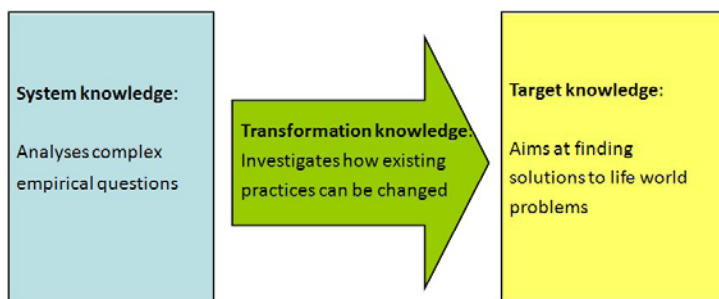 System knowledge:
Analyses complex
empirical questions
Transformation knowledge:
Investigates how existing
practices can be changed
Target knowledge:
Aims at finding
solutions to life world
problems